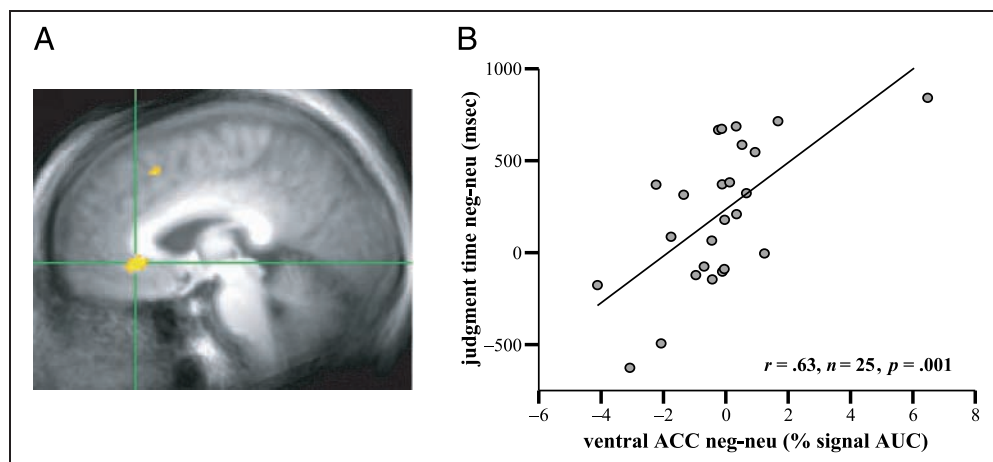 A
B
judgment time neg-neu (msec)
1000
500
0
–500
r = .63, n = 25, p = .001
–6 –4 –2 0 2 4 6 8
ventral ACC neg-neu (% signal AUC)